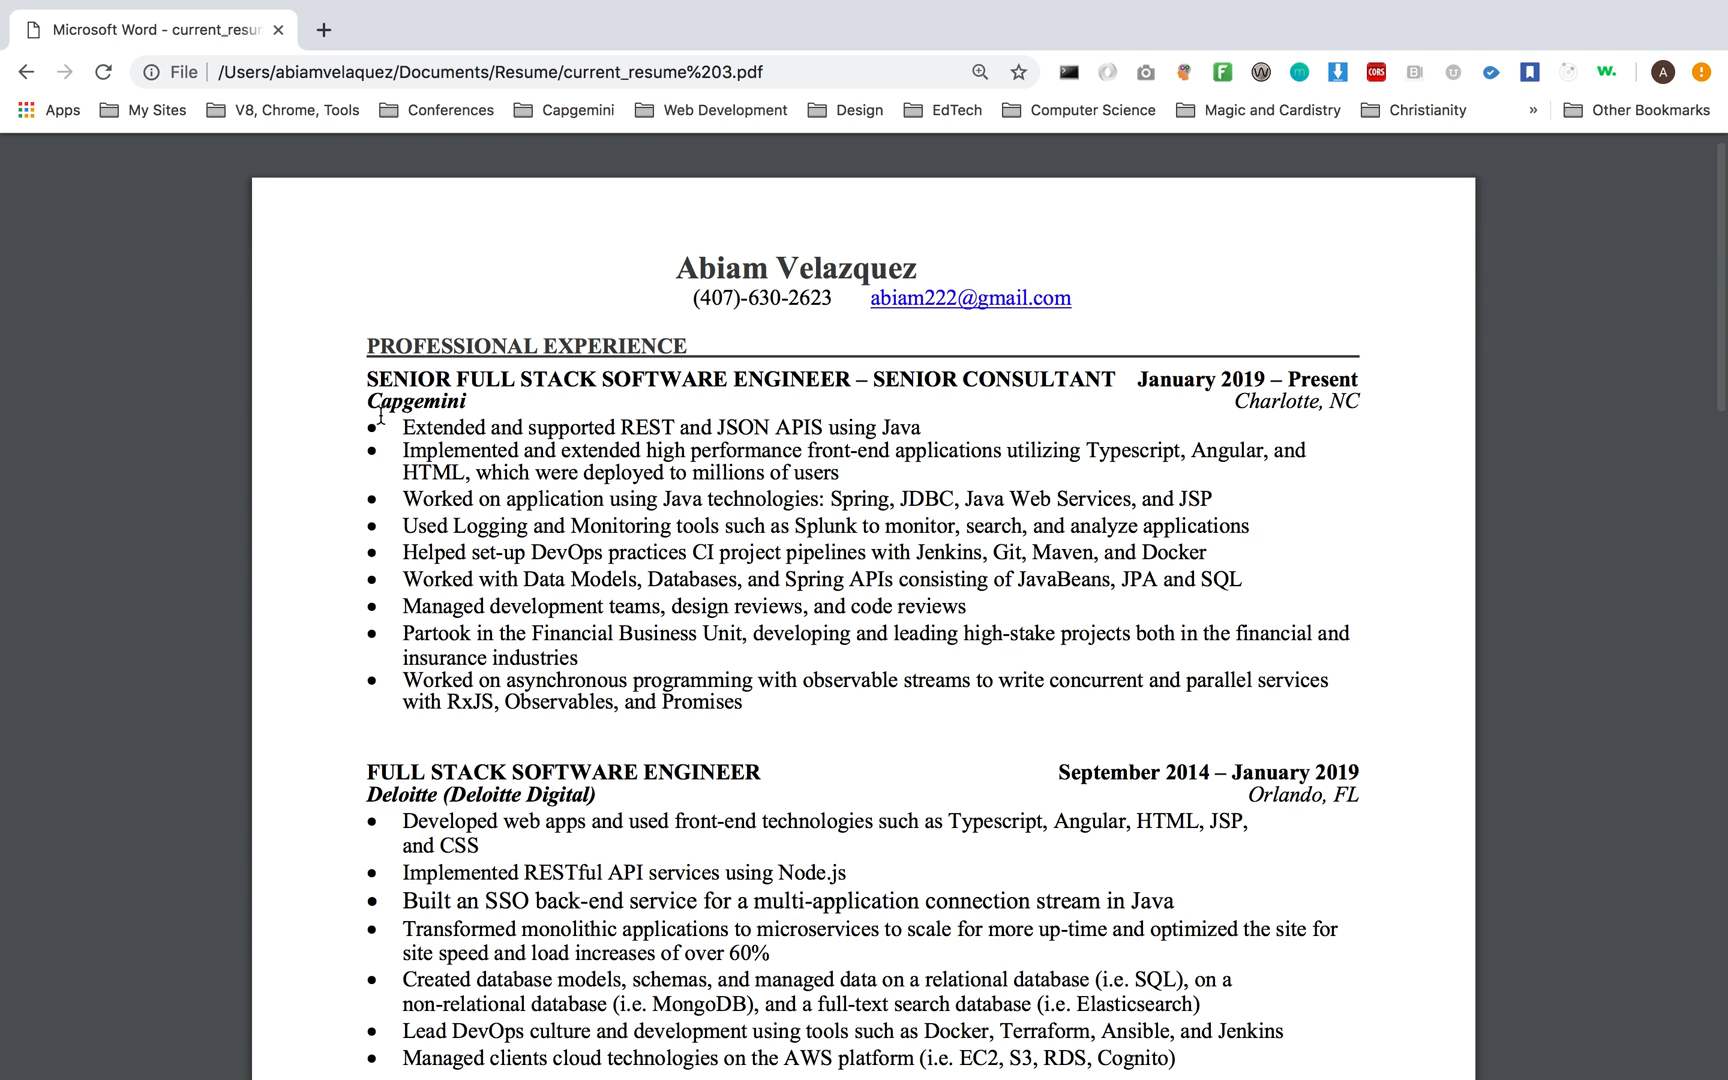 Microsoft Word - current_resur
File /Users/abiamvelaquez/Documents/Resume/current_resume%203.pdf
CORS
w.
A
Apps My Sites V8, Chrome, Tools Conferences Capgemini Web Development Design EdTech Computer Science Magic and Cardistry Christianity » Other Bookmarks
Abiam Velazquez
(407)-630-2623 abiam222@gmail.com
PROFESSIONAL EXPERIENCE
SENIOR FULL STACK SOFTWARE ENGINEER – SENIOR CONSULTANT January 2019 – Present
Capgemini Charlotte, NC
• Extended and supported REST and JSON APIS using Java
• Implemented and extended high performance front-end applications utilizing Typescript, Angular, and
HTML, which were deployed to millions of users
• Worked on application using Java technologies: Spring, JDBC, Java Web Services, and JSP
• Used Logging and Monitoring tools such as Splunk to monitor, search, and analyze applications
• Helped set-up DevOps practices CI project pipelines with Jenkins, Git, Maven, and Docker
• Worked with Data Models, Databases, and Spring APIs consisting of JavaBeans, JPA and SQL
• Managed development teams, design reviews, and code reviews
• Partook in the Financial Business Unit, developing and leading high-stake projects both in the financial and
insurance industries
• Worked on asynchronous programming with observable streams to write concurrent and parallel services
with RxJS, Observables, and Promises
FULL STACK SOFTWARE ENGINEER September 2014 – January 2019
Deloitte (Deloitte Digital) Orlando, FL
• Developed web apps and used front-end technologies such as Typescript, Angular, HTML, JSP,
and CSS
• Implemented RESTful API services using Node.js
• Built an SSO back-end service for a multi-application connection stream in Java
• Transformed monolithic applications to microservices to scale for more up-time and optimized the site for
site speed and load increases of over 60%
• Created database models, schemas, and managed data on a relational database (i.e. SQL), on a
non-relational database (i.e. MongoDB), and a full-text search database (i.e. Elasticsearch)
• Lead DevOps culture and development using tools such as Docker, Terraform, Ansible, and Jenkins
• Managed clients cloud technologies on the AWS platform (i.e. EC2, S3, RDS, Cognito)